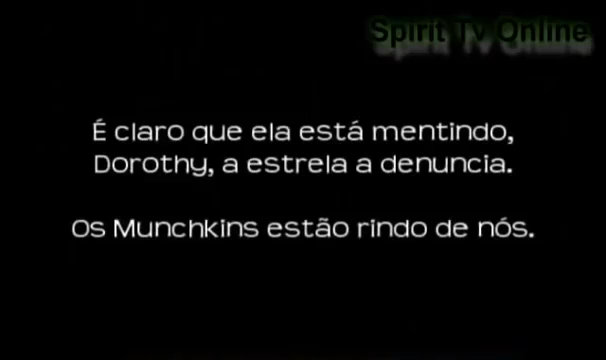 Spirit Tv Online
É claro que ela está mentindo,
Dorothy, a estrela a denuncia.
Os Munchkins estão rindo de nós.